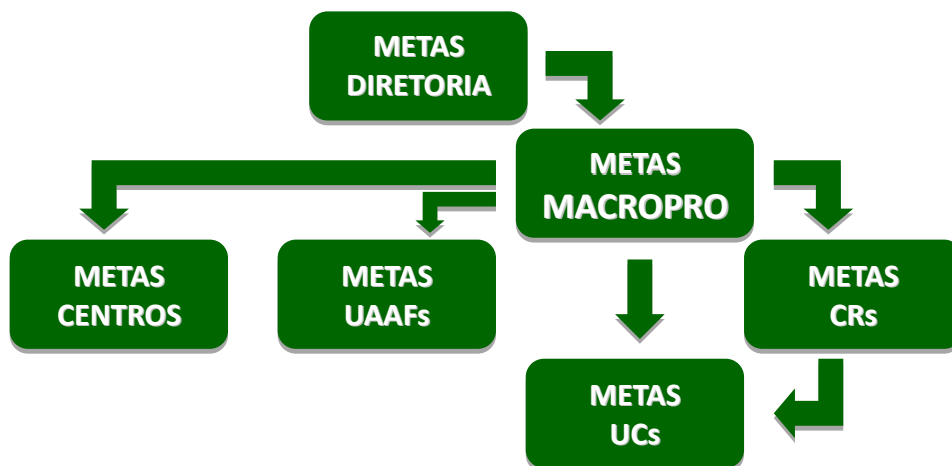 METAS
DIRETORIA
METAS
MACROPRO
METAS
CENTROS
METAS
UAAFs
METAS
CRs
METAS
UCs